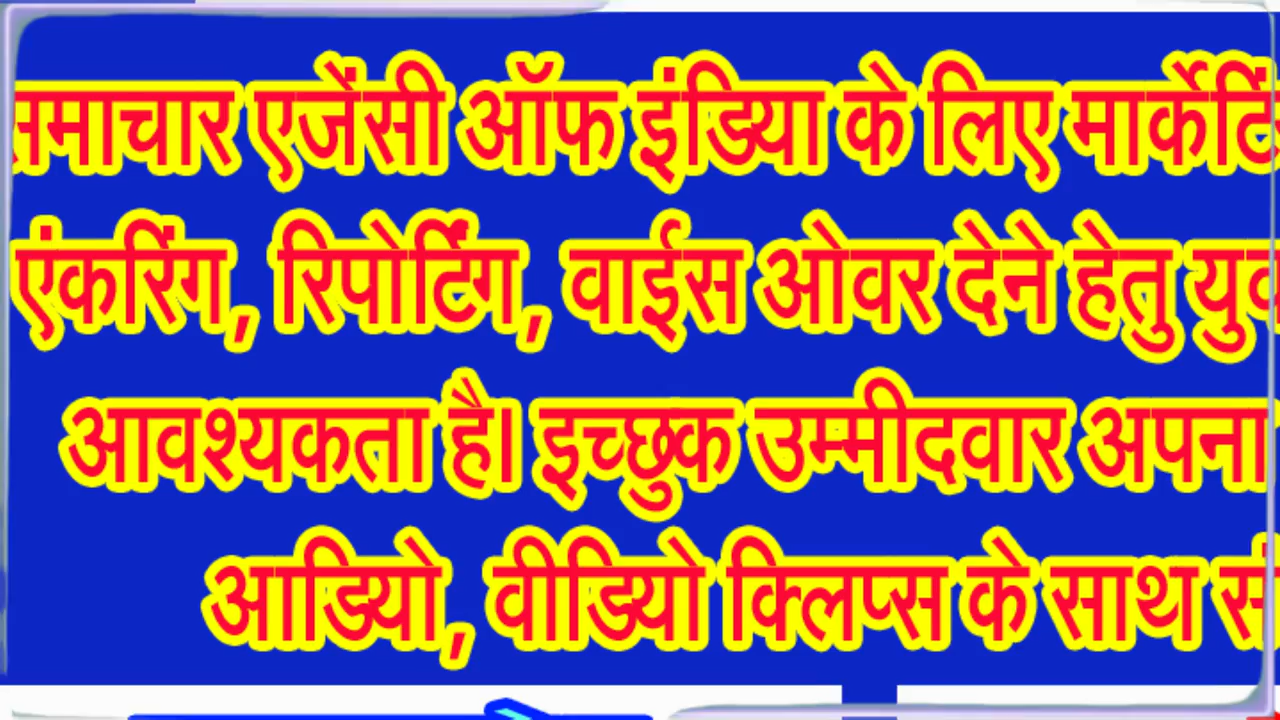 समाचार एजेंसी ऑफ इंडिया के लिए
एंकरिंग, रिपोर्टिंग, वाईस ओवर देने हेतु
आवश्यकता है। इच्छुक उम्मीदवार अपना
आडियो, वीडियो क्लिप्स के साथ